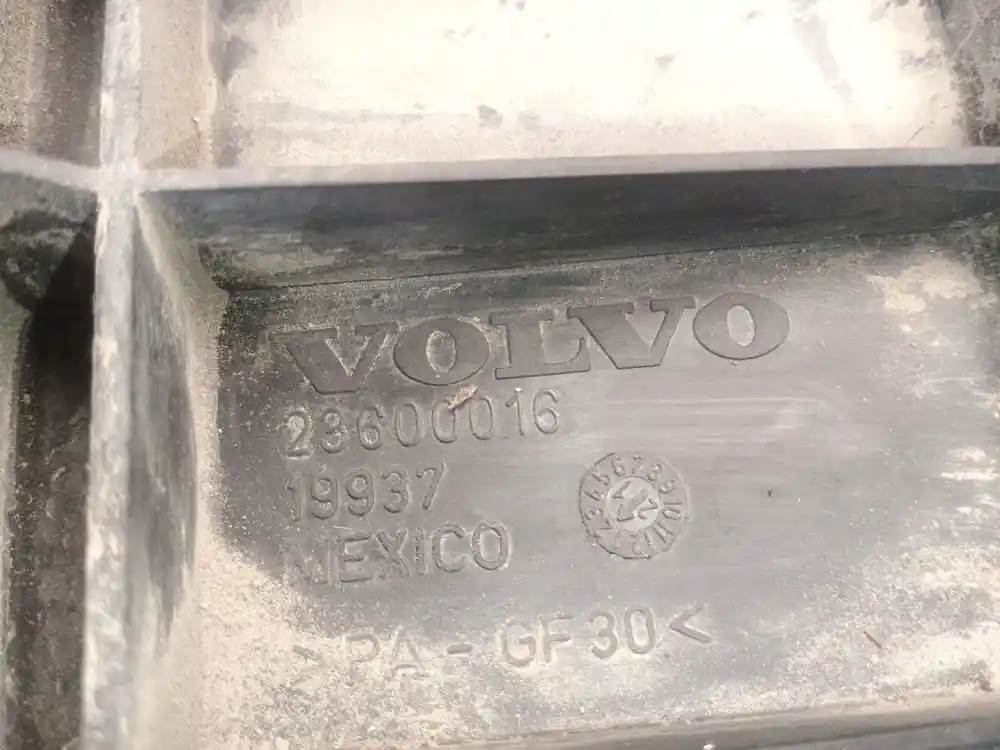 VOLVO
23600016
19937
MEXICO
>PA-GF30<